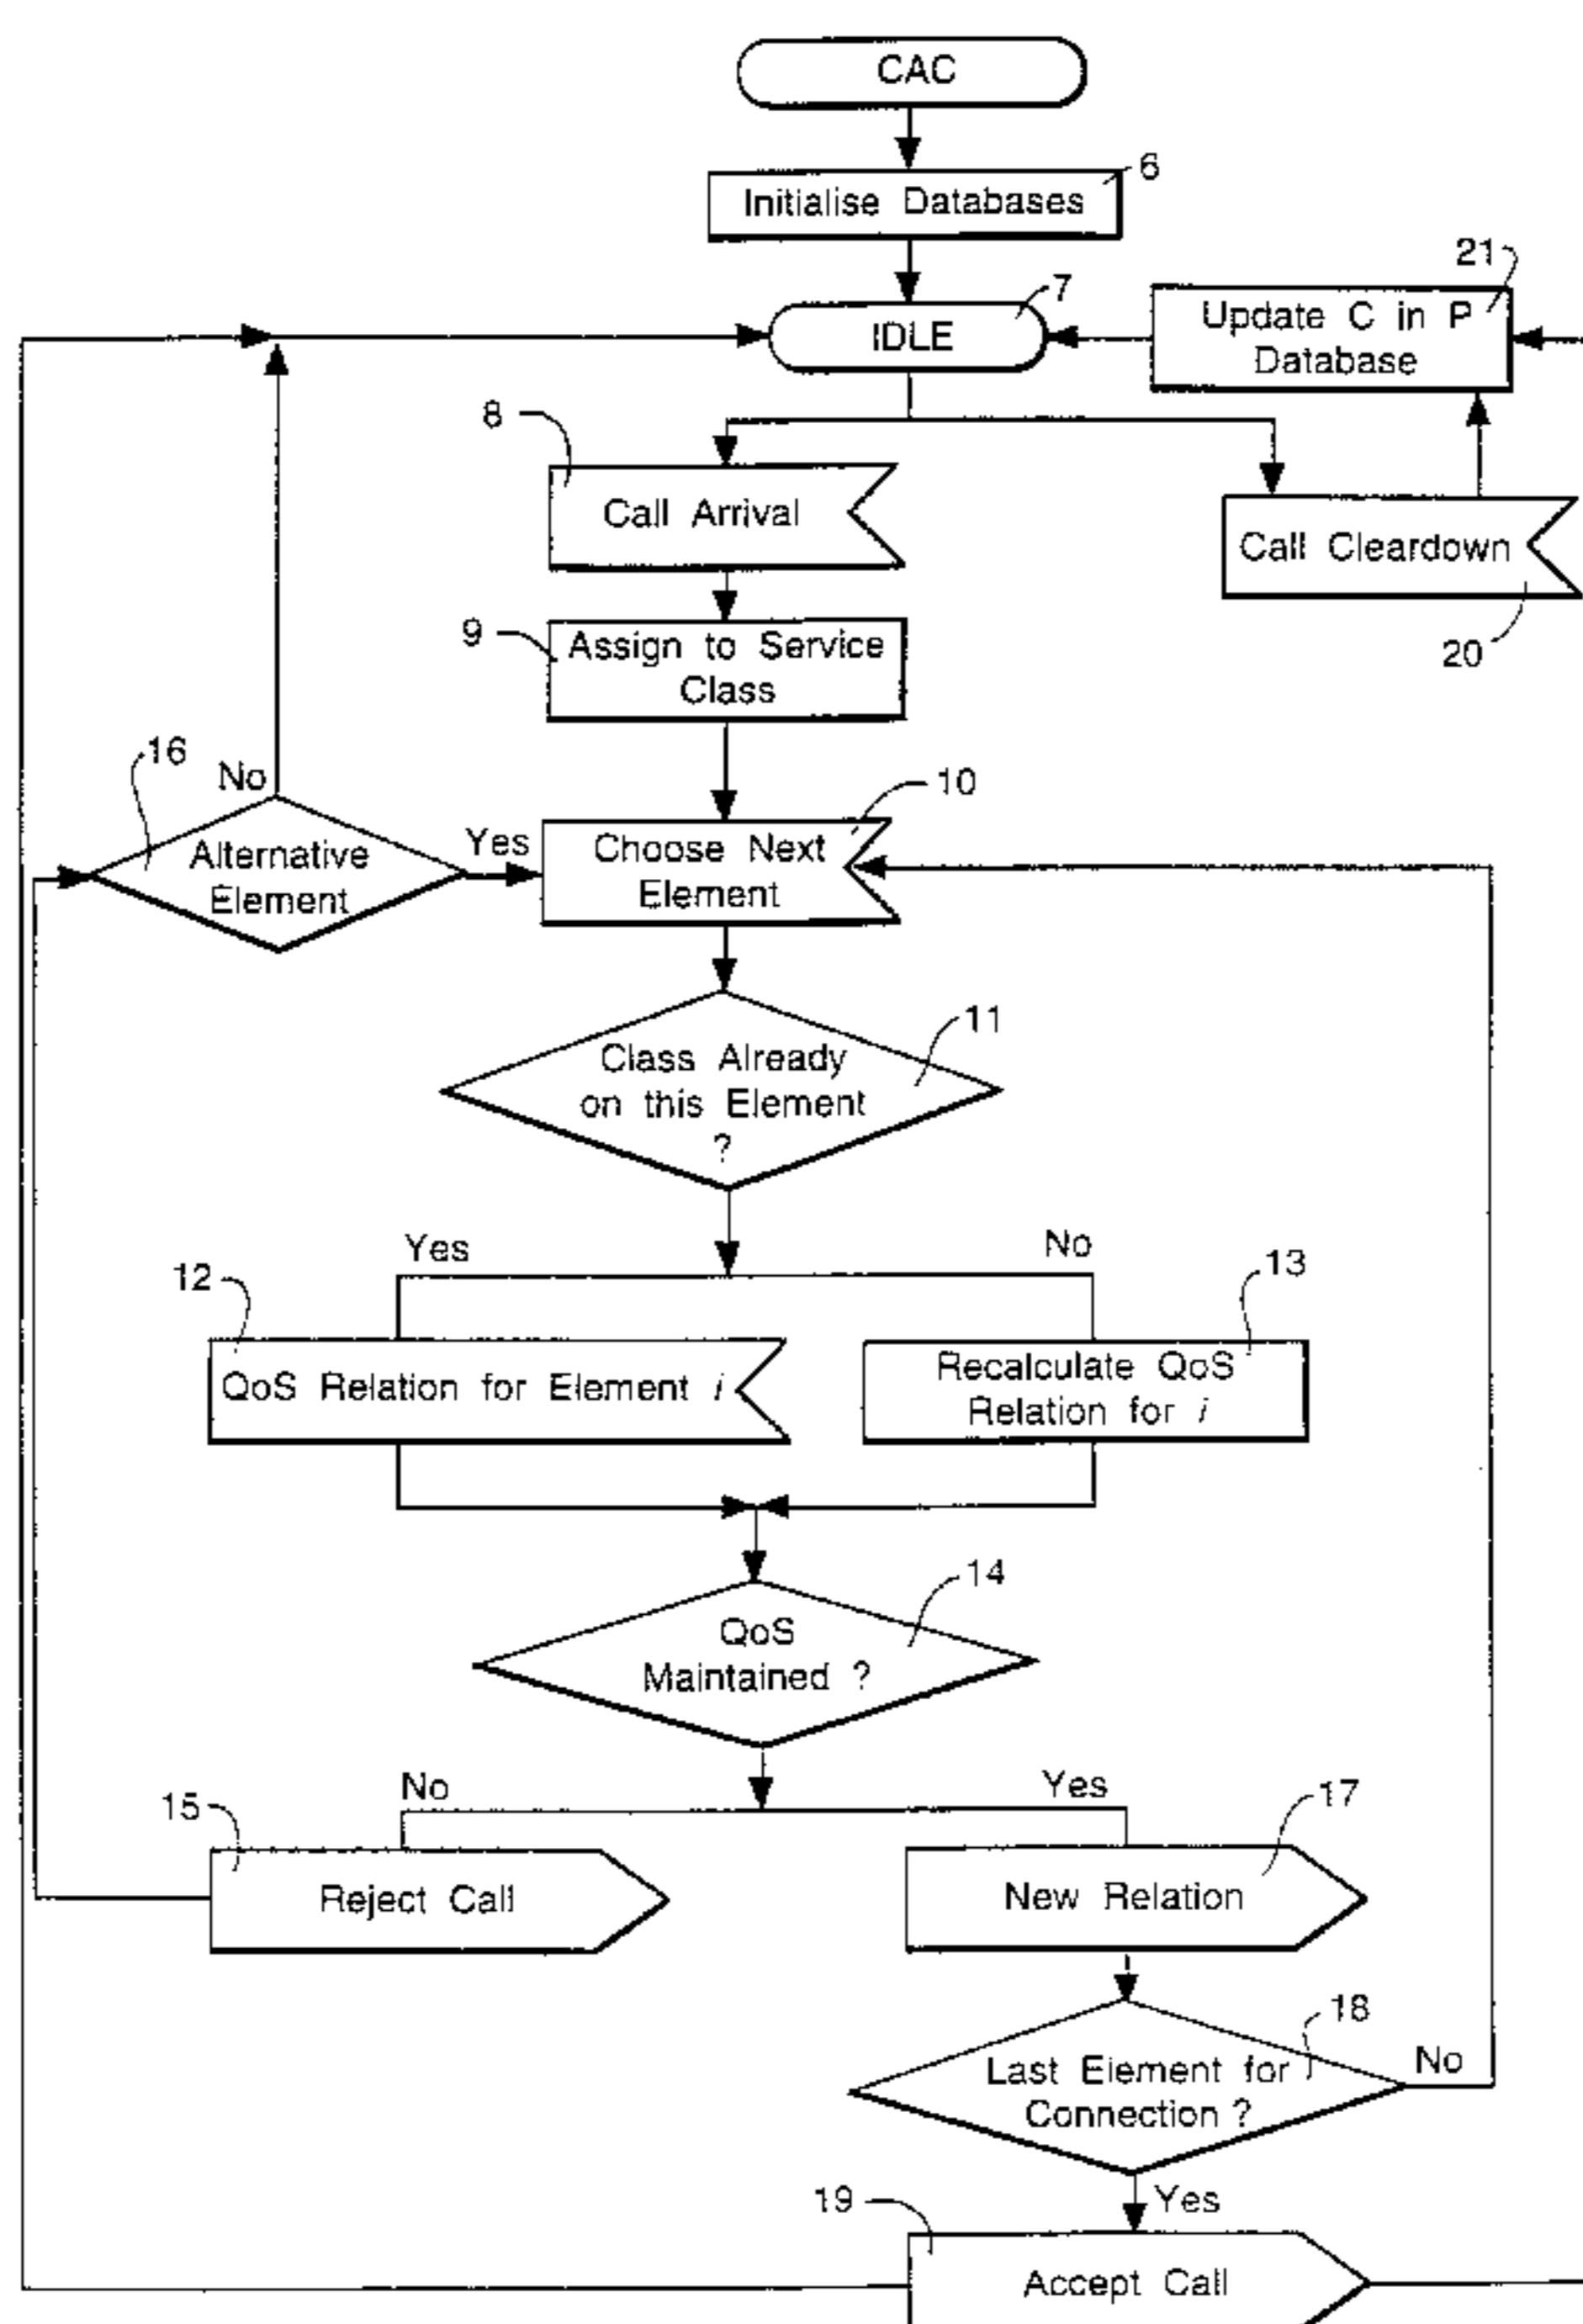 CAC
6
Initialise Databases
7
IDLE
21
Update C in P
Database
8
Call Arrival
Call Cleardown
20
9
Assign to Service
Class
16
No
Alternative
Element
Yes
10
Choose Next
Element
11
Class Already
on this Element
?
Yes
No
12
QoS Relation for Element i
13
Recalculate QoS
Relation for i
14
QoS
Maintained ?
No
Yes
15
Reject Call
17
New Relation
18
Last Element for
Connection ?
No
Yes
19
Accept Call